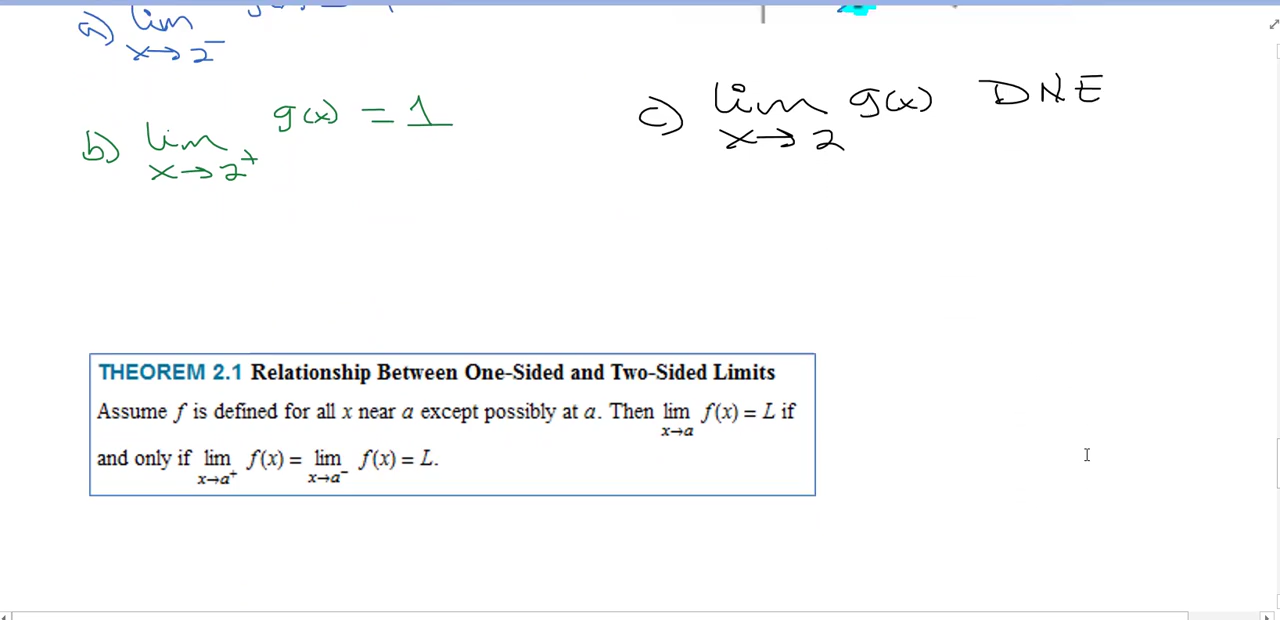 a) lim
x→2⁻
b) lim g(x) = 1
x→2⁺
c) lim g(x) DNE
x→2
THEOREM 2.1 Relationship Between One-Sided and Two-Sided Limits
Assume f is defined for all x near a except possibly at a. Then lim f(x) = L if
x→a
and only if lim f(x) = lim f(x) = L.
x→a⁺ x→a⁻